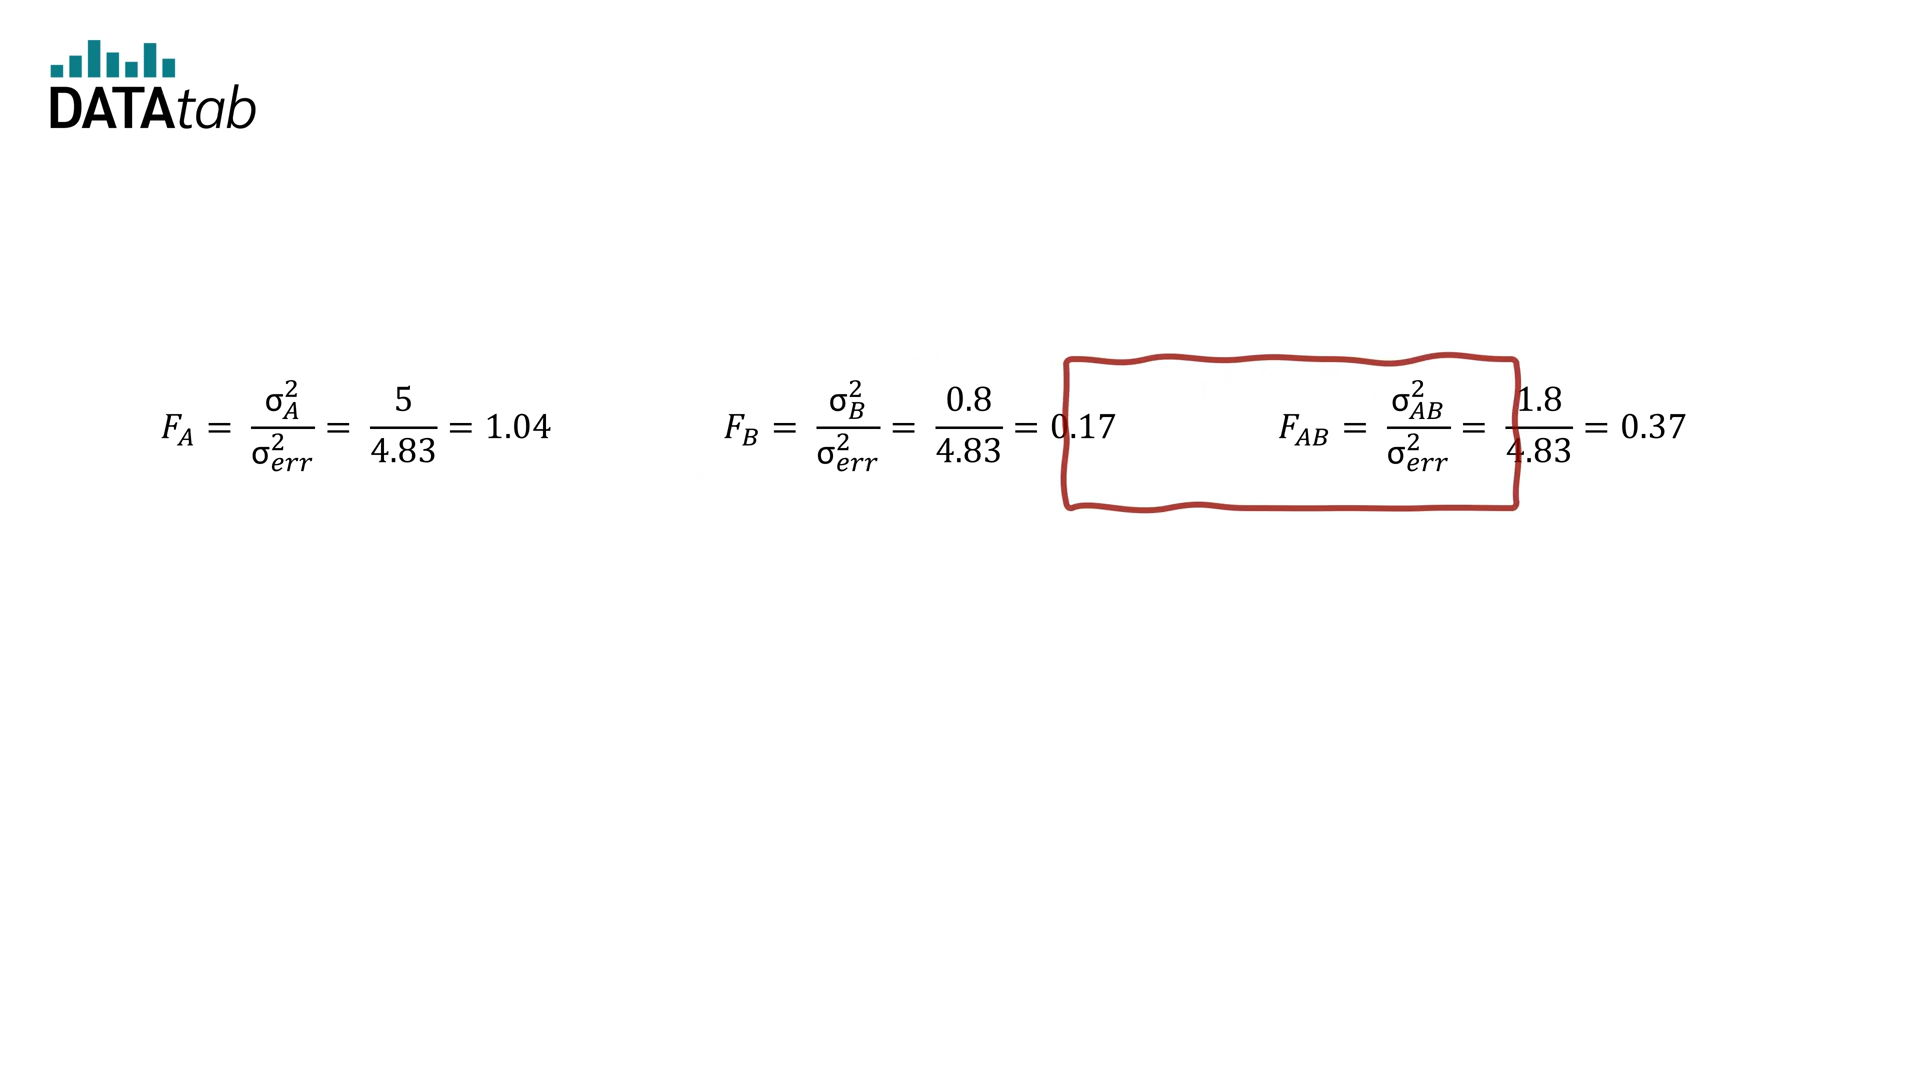 DATAtab
F_A = σ²_A / σ²_err = 5 / 4.83 = 1.04
F_B = σ²_B / σ²_err = 0.8 / 4.83 = 0.17
F_AB = σ²_AB / σ²_err = 1.8 / 4.83 = 0.37